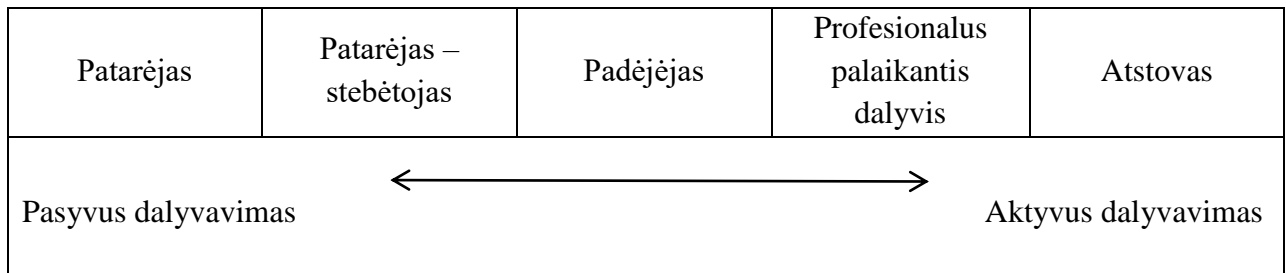 Patarėjas
Patarėjas –
stebėtojas
Padėjėjas
Profesionalus
palaikantis
dalyvis
Atstovas
Pasyvus dalyvavimas
Aktyvus dalyvavimas